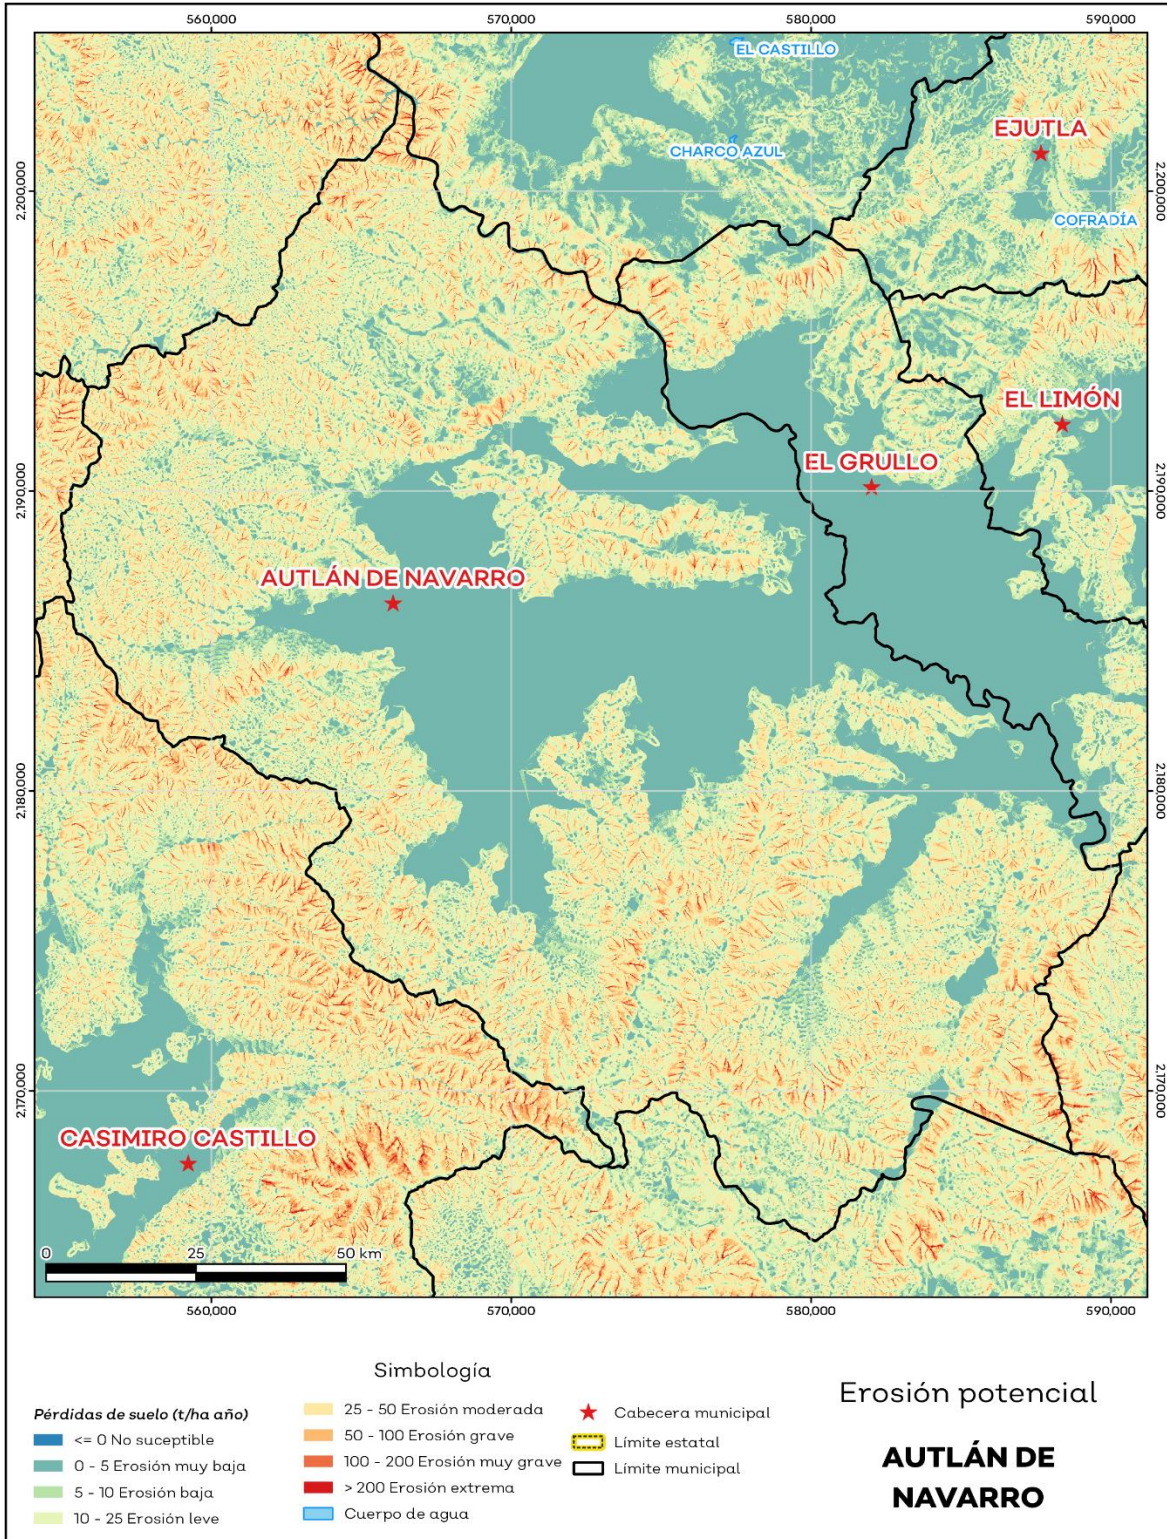 560,000
570,000
580,000
590,000
EL CASTILLO
EJUTLA
CHARCO AZUL
2,200,000
2,200,000
COFRADÍA
EL LIMÓN
EL GRULLO
2,190,000
2,190,000
AUTLÁN DE NAVARRO
2,180,000
2,180,000
2,170,000
2,170,000
CASIMIRO CASTILLO
0 25 50 km
560,000
570,000
580,000
590,000
Simbología
Pérdidas de suelo (t/ha año)
<= 0 No suceptible
0 - 5 Erosión muy baja
5 - 10 Erosión baja
10 - 25 Erosión leve
25 - 50 Erosión moderada
50 - 100 Erosión grave
100 - 200 Erosión muy grave
> 200 Erosión extrema
Cuerpo de agua
Cabecera municipal
Límite estatal
Límite municipal
Erosión potencial
AUTLÁN DE
NAVARRO